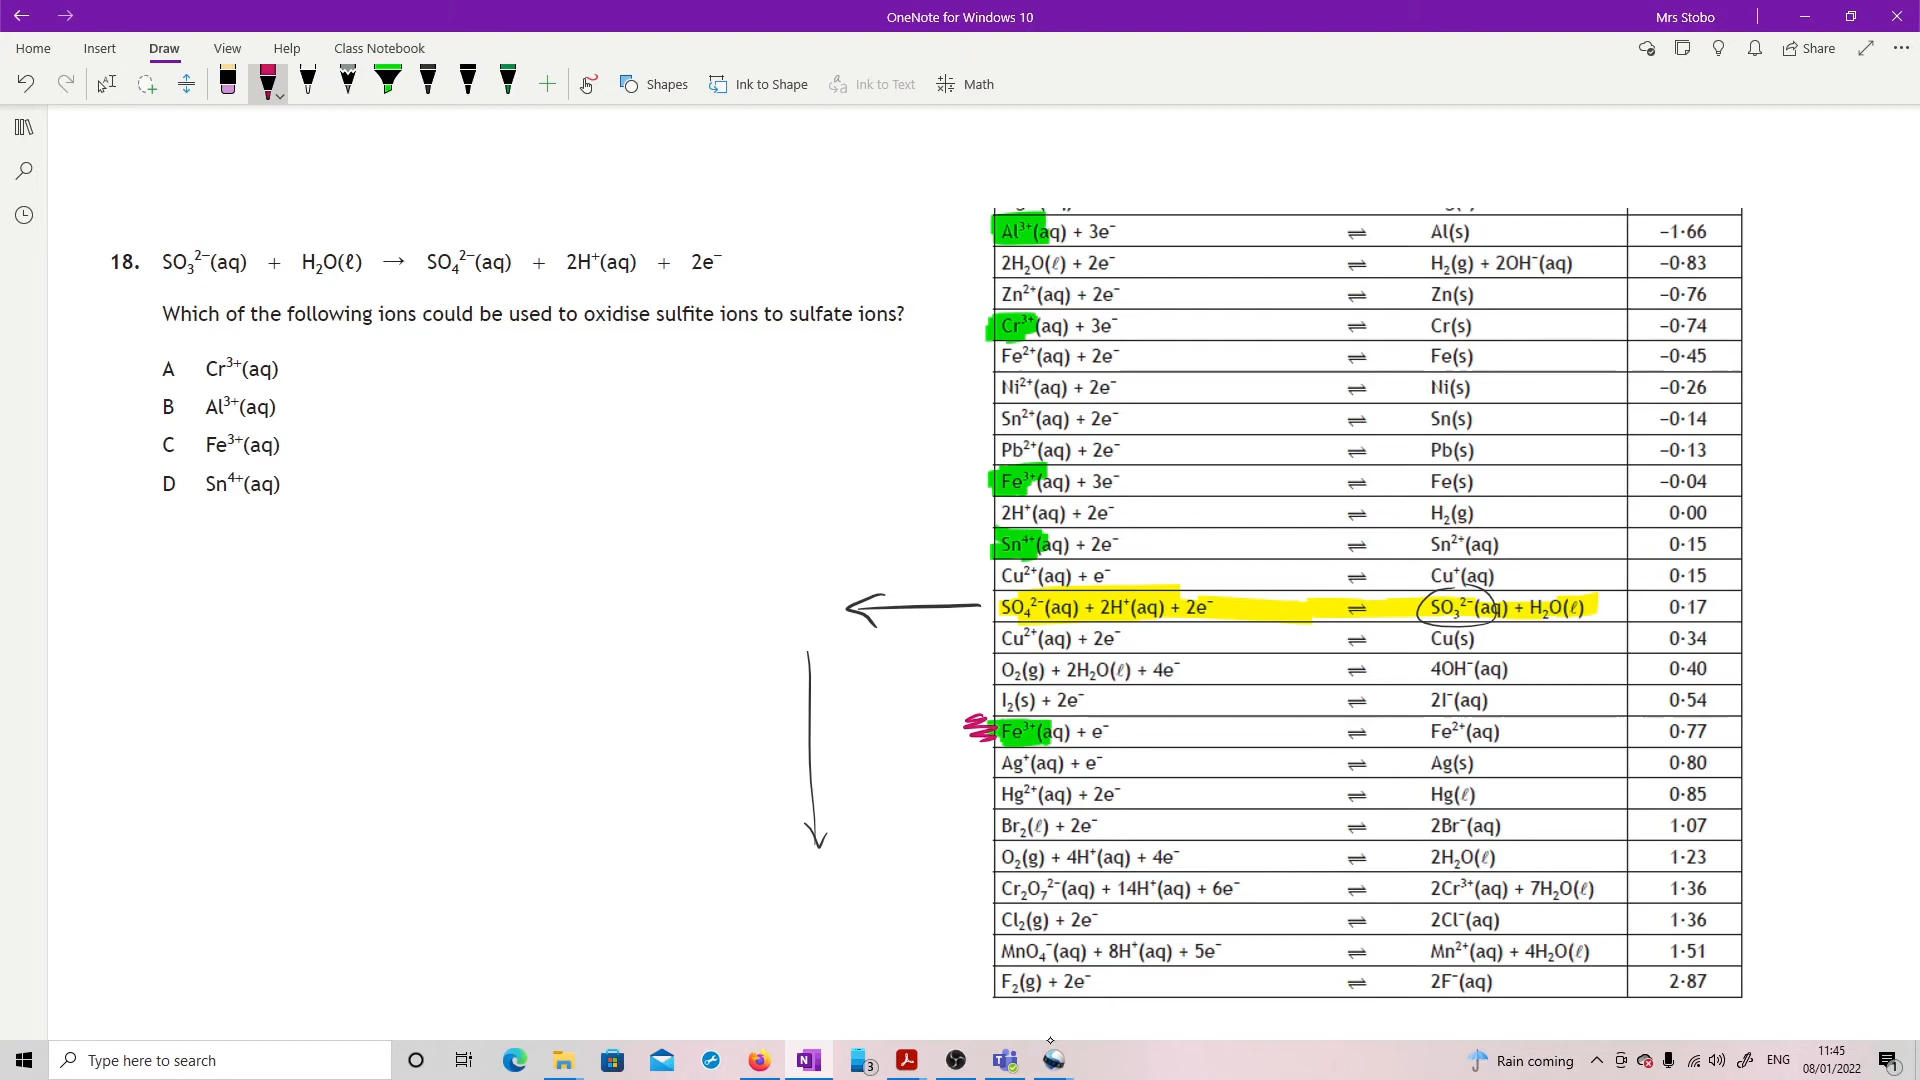 OneNote for Windows 10
Mrs Stobo
Home Insert Draw View Help Class Notebook
Share
Shapes Ink to Shape Ink to Text Math
18. SO₃²⁻(aq) + H₂O(ℓ) → SO₄²⁻(aq) + 2H⁺(aq) + 2e⁻
Which of the following ions could be used to oxidise sulfite ions to sulfate ions?
A Cr³⁺(aq)
B Al³⁺(aq)
C Fe³⁺(aq)
D Sn⁴⁺(aq)
Al³⁺(aq) + 3e⁻ ⇌ Al(s) −1·66
2H₂O(ℓ) + 2e⁻ ⇌ H₂(g) + 2OH⁻(aq) −0·83
Zn²⁺(aq) + 2e⁻ ⇌ Zn(s) −0·76
Cr³⁺(aq) + 3e⁻ ⇌ Cr(s) −0·74
Fe²⁺(aq) + 2e⁻ ⇌ Fe(s) −0·45
Ni²⁺(aq) + 2e⁻ ⇌ Ni(s) −0·26
Sn²⁺(aq) + 2e⁻ ⇌ Sn(s) −0·14
Pb²⁺(aq) + 2e⁻ ⇌ Pb(s) −0·13
Fe³⁺(aq) + 3e⁻ ⇌ Fe(s) −0·04
2H⁺(aq) + 2e⁻ ⇌ H₂(g) 0·00
Sn⁴⁺(aq) + 2e⁻ ⇌ Sn²⁺(aq) 0·15
Cu²⁺(aq) + e⁻ ⇌ Cu⁺(aq) 0·15
SO₄²⁻(aq) + 2H⁺(aq) + 2e⁻ ⇌ SO₃²⁻(aq) + H₂O(ℓ) 0·17
Cu²⁺(aq) + 2e⁻ ⇌ Cu(s) 0·34
O₂(g) + 2H₂O(ℓ) + 4e⁻ ⇌ 4OH⁻(aq) 0·40
I₂(s) + 2e⁻ ⇌ 2I⁻(aq) 0·54
Fe³⁺(aq) + e⁻ ⇌ Fe²⁺(aq) 0·77
Ag⁺(aq) + e⁻ ⇌ Ag(s) 0·80
Hg²⁺(aq) + 2e⁻ ⇌ Hg(ℓ) 0·85
Br₂(ℓ) + 2e⁻ ⇌ 2Br⁻(aq) 1·07
O₂(g) + 4H⁺(aq) + 4e⁻ ⇌ 2H₂O(ℓ) 1·23
Cr₂O₇²⁻(aq) + 14H⁺(aq) + 6e⁻ ⇌ 2Cr³⁺(aq) + 7H₂O(ℓ) 1·36
Cl₂(g) + 2e⁻ ⇌ 2Cl⁻(aq) 1·36
MnO₄⁻(aq) + 8H⁺(aq) + 5e⁻ ⇌ Mn²⁺(aq) + 4H₂O(ℓ) 1·51
F₂(g) + 2e⁻ ⇌ 2F⁻(aq) 2·87
Type here to search
3
Rain coming
ENG
11:45
08/01/2022
1